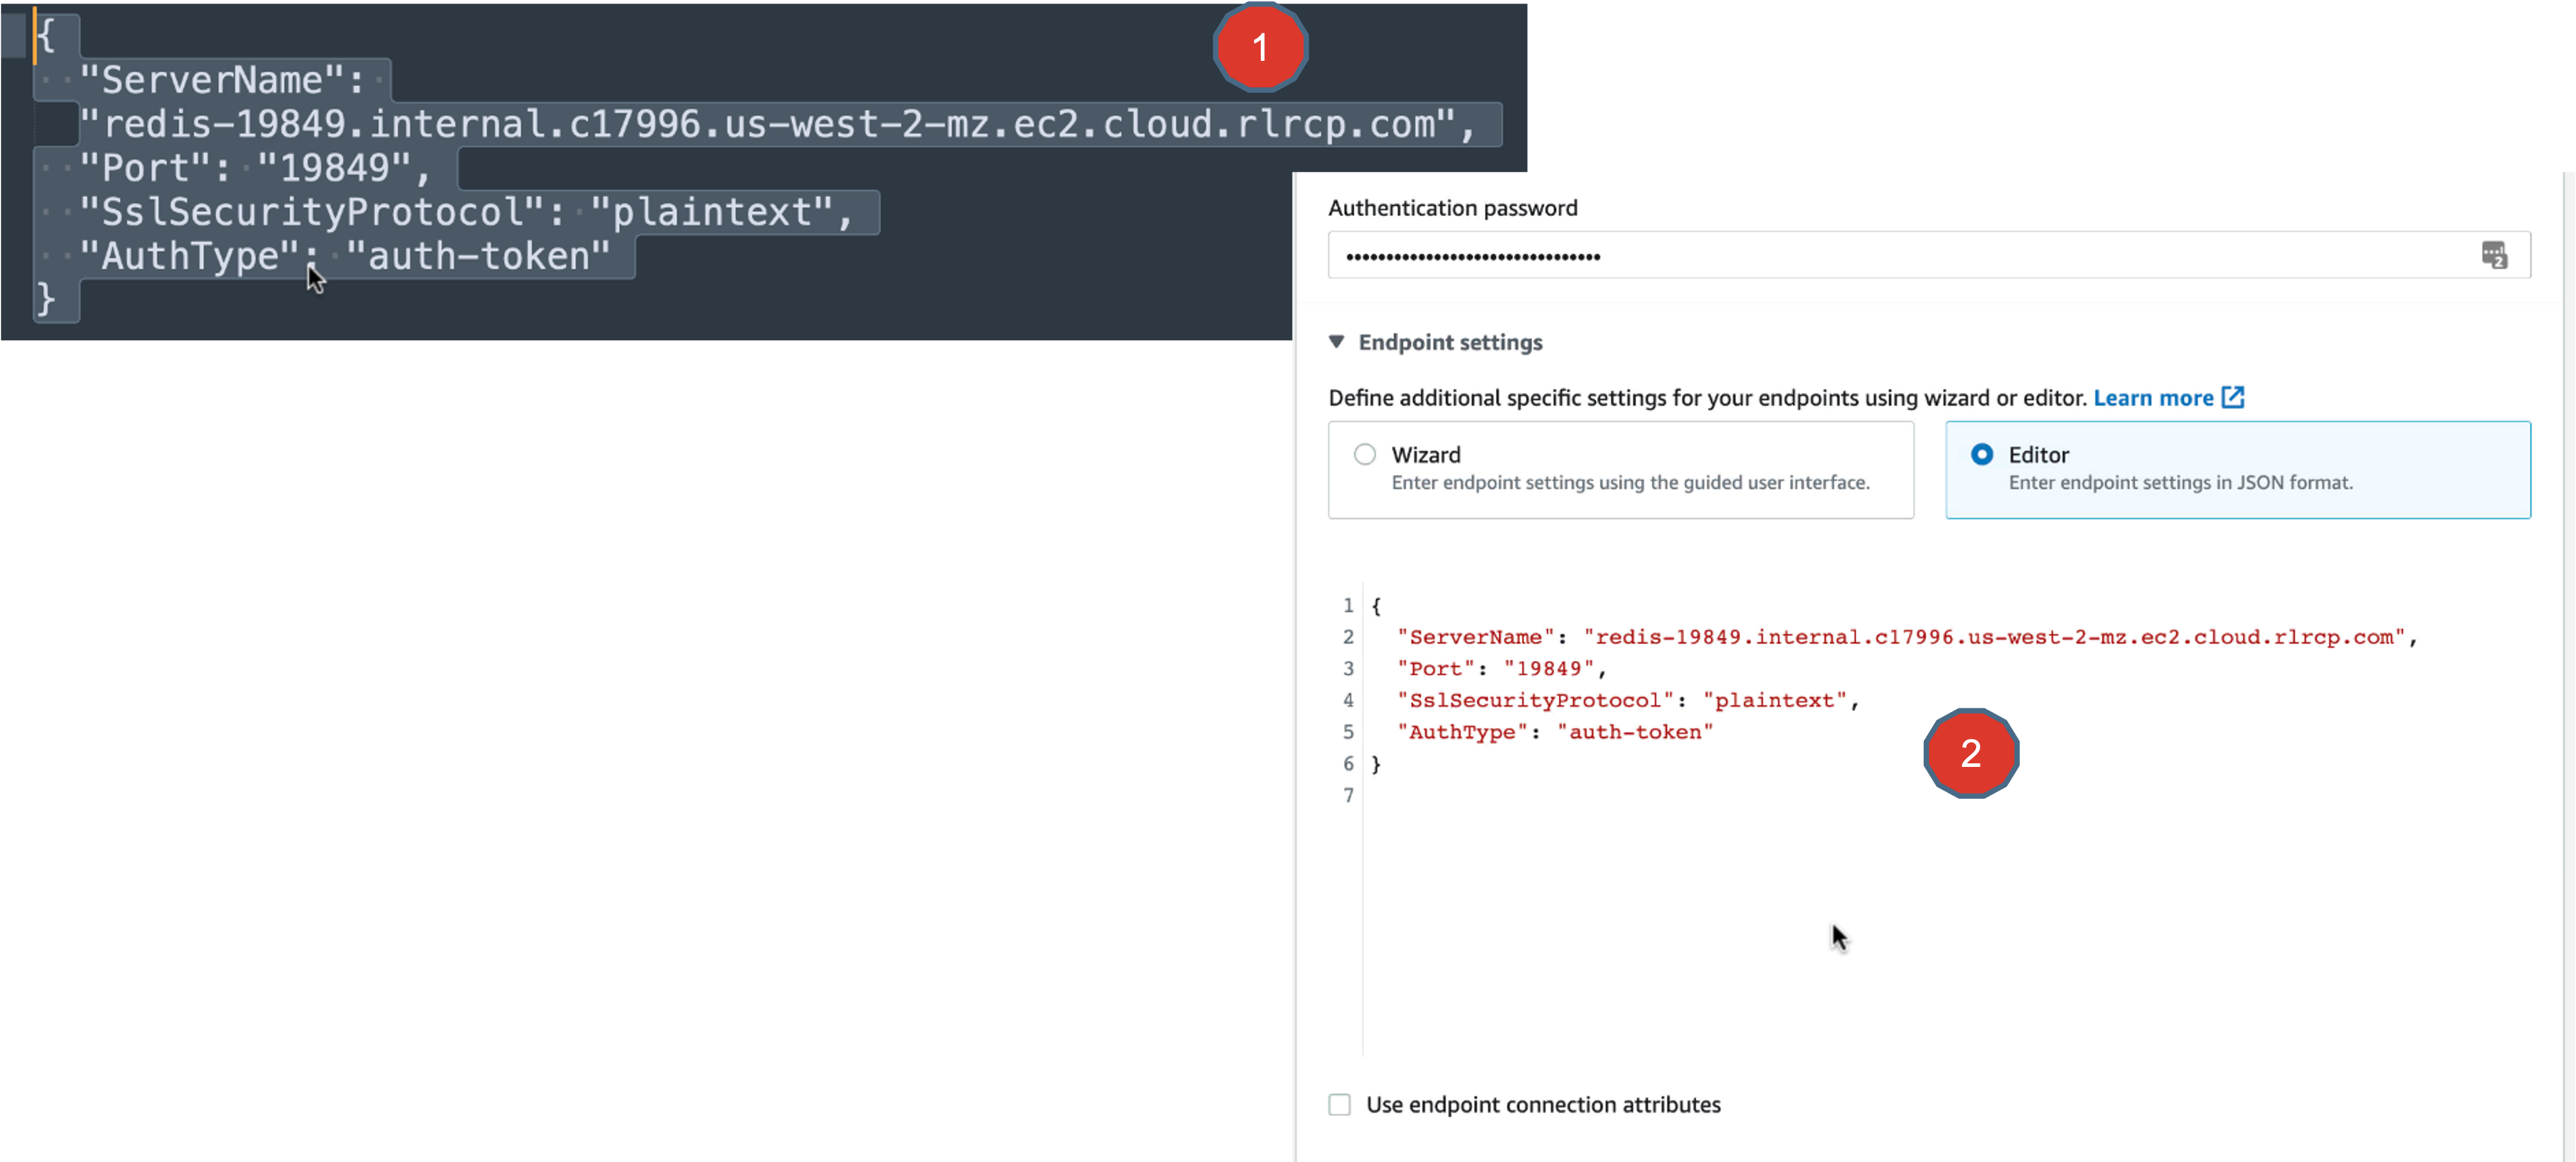 {
"ServerName":
"redis-19849.internal.c17996.us-west-2-mz.ec2.cloud.rlrcp.com",
"Port": "19849",
"SslSecurityProtocol": "plaintext",
"AuthType": "auth-token"
}
1
Authentication password
••••••••••••••••••••••••••••••••
2
Endpoint settings
Define additional specific settings for your endpoints using wizard or editor. Learn more
Wizard
Enter endpoint settings using the guided user interface.
Editor
Enter endpoint settings in JSON format.
1 {
2 "ServerName": "redis-19849.internal.c17996.us-west-2-mz.ec2.cloud.rlrcp.com",
3 "Port": "19849",
4 "SslSecurityProtocol": "plaintext",
5 "AuthType": "auth-token"
6 }
7
2
Use endpoint connection attributes